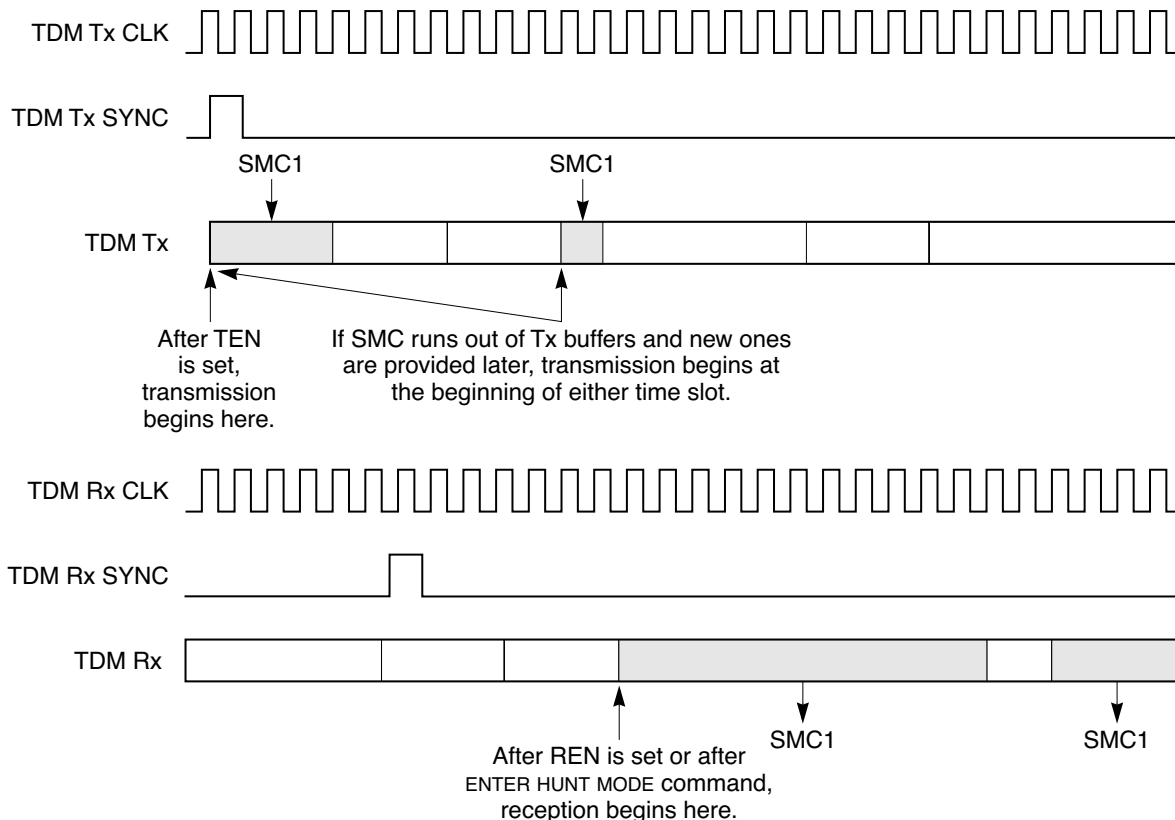 TDM Tx CLK
TDM Tx SYNC
SMC1
SMC1
TDM Tx
After TEN
is set,
transmission
begins here.
If SMC runs out of Tx buffers and new ones
are provided later, transmission begins at
the beginning of either time slot.
TDM Rx CLK
TDM Rx SYNC
TDM Rx
SMC1
SMC1
After REN is set or after
ENTER HUNT MODE command,
reception begins here.